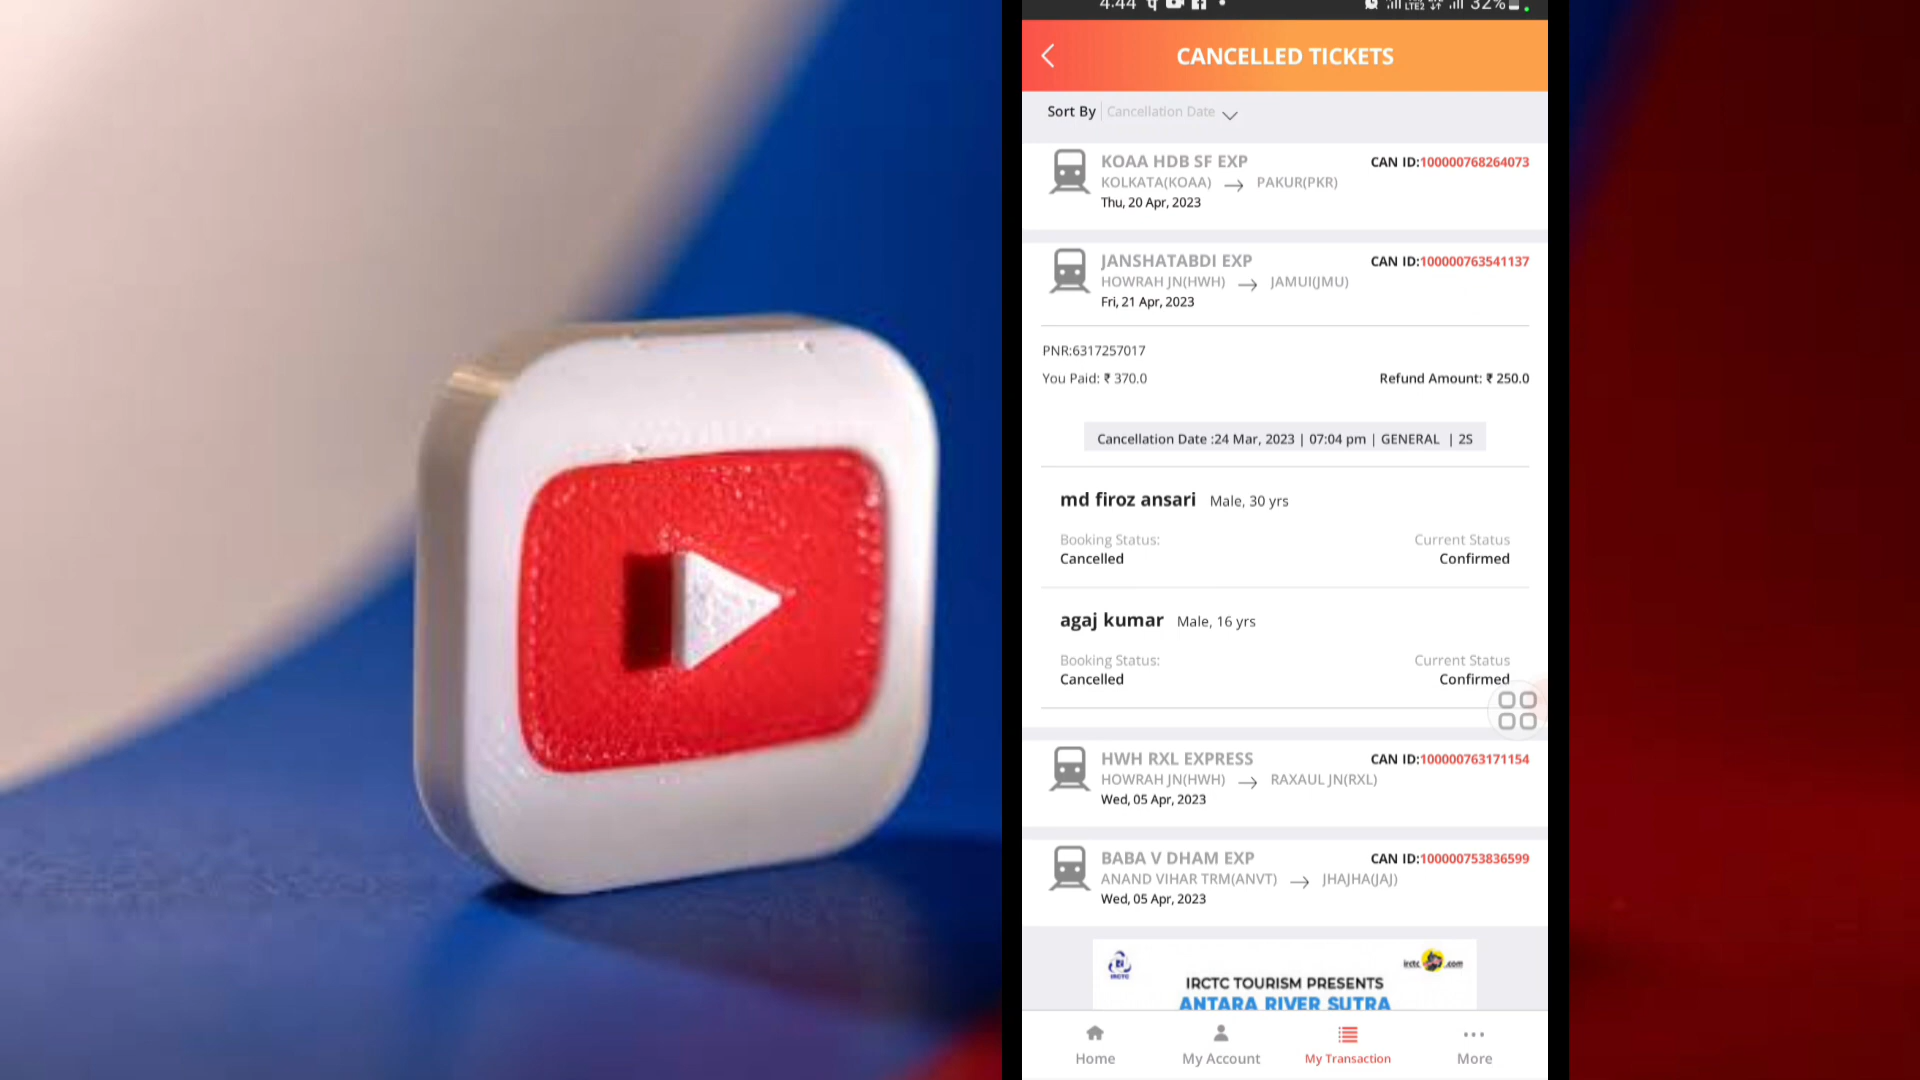 4:44
32%
CANCELLED TICKETS
Sort By Cancellation Date
KOAA HDB SF EXP CAN ID:100000768264073
KOLKATA(KOAA) → PAKUR(PKR)
Thu, 20 Apr, 2023
JANSHATABDI EXP CAN ID:100000763541137
HOWRAH JN(HWH) → JAMUI(JMU)
Fri, 21 Apr, 2023
PNR:6317257017
You Paid: ₹ 370.0 Refund Amount: ₹ 250.0
Cancellation Date :24 Mar, 2023 | 07:04 pm | GENERAL | 2S
md firoz ansari Male, 30 yrs
Booking Status: Current Status
Cancelled Confirmed
agaj kumar Male, 16 yrs
Booking Status: Current Status
Cancelled Confirmed
HWH RXL EXPRESS CAN ID:100000763171154
HOWRAH JN(HWH) → RAXAUL JN(RXL)
Wed, 05 Apr, 2023
BABA V DHAM EXP CAN ID:100000753836599
ANAND VIHAR TRM(ANVT) → JHAJHA(JAJ)
Wed, 05 Apr, 2023
IRCTC irctc .com
IRCTC TOURISM PRESENTS
ANTARA RIVER SUTRA
Home My Account My Transaction More